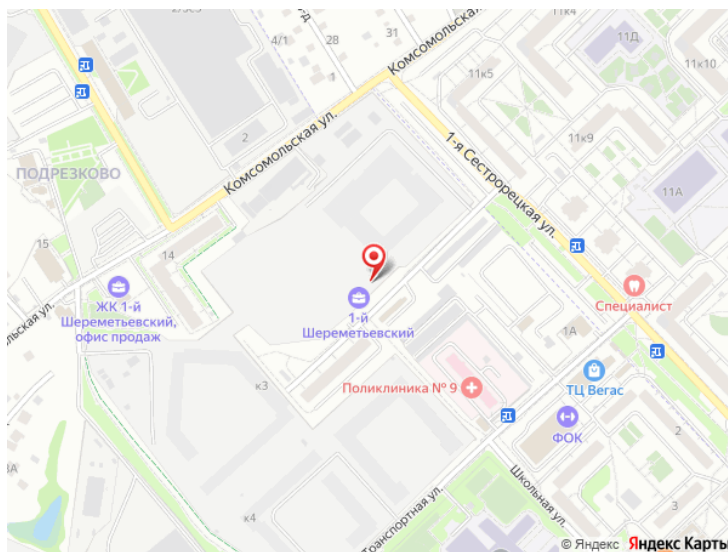 11к4
4/1
28
31
Комсомольская
11Д
11к10
11к5
2
Комсомольская ул.
1-я Сестрорецкая ул.
11к9
ПОДРЕЗКОВО
11А
15
14
Специалист
ЖК 1-й
Шереметьевский,
офис продаж
1-й
Шереметьевский
1А
Поликлиника № 9
ТЦ Вегас
к3
ФОК
2
Школьная ул.
к4
Транспортная ул.
3
© Яндекс Яндекс Карты